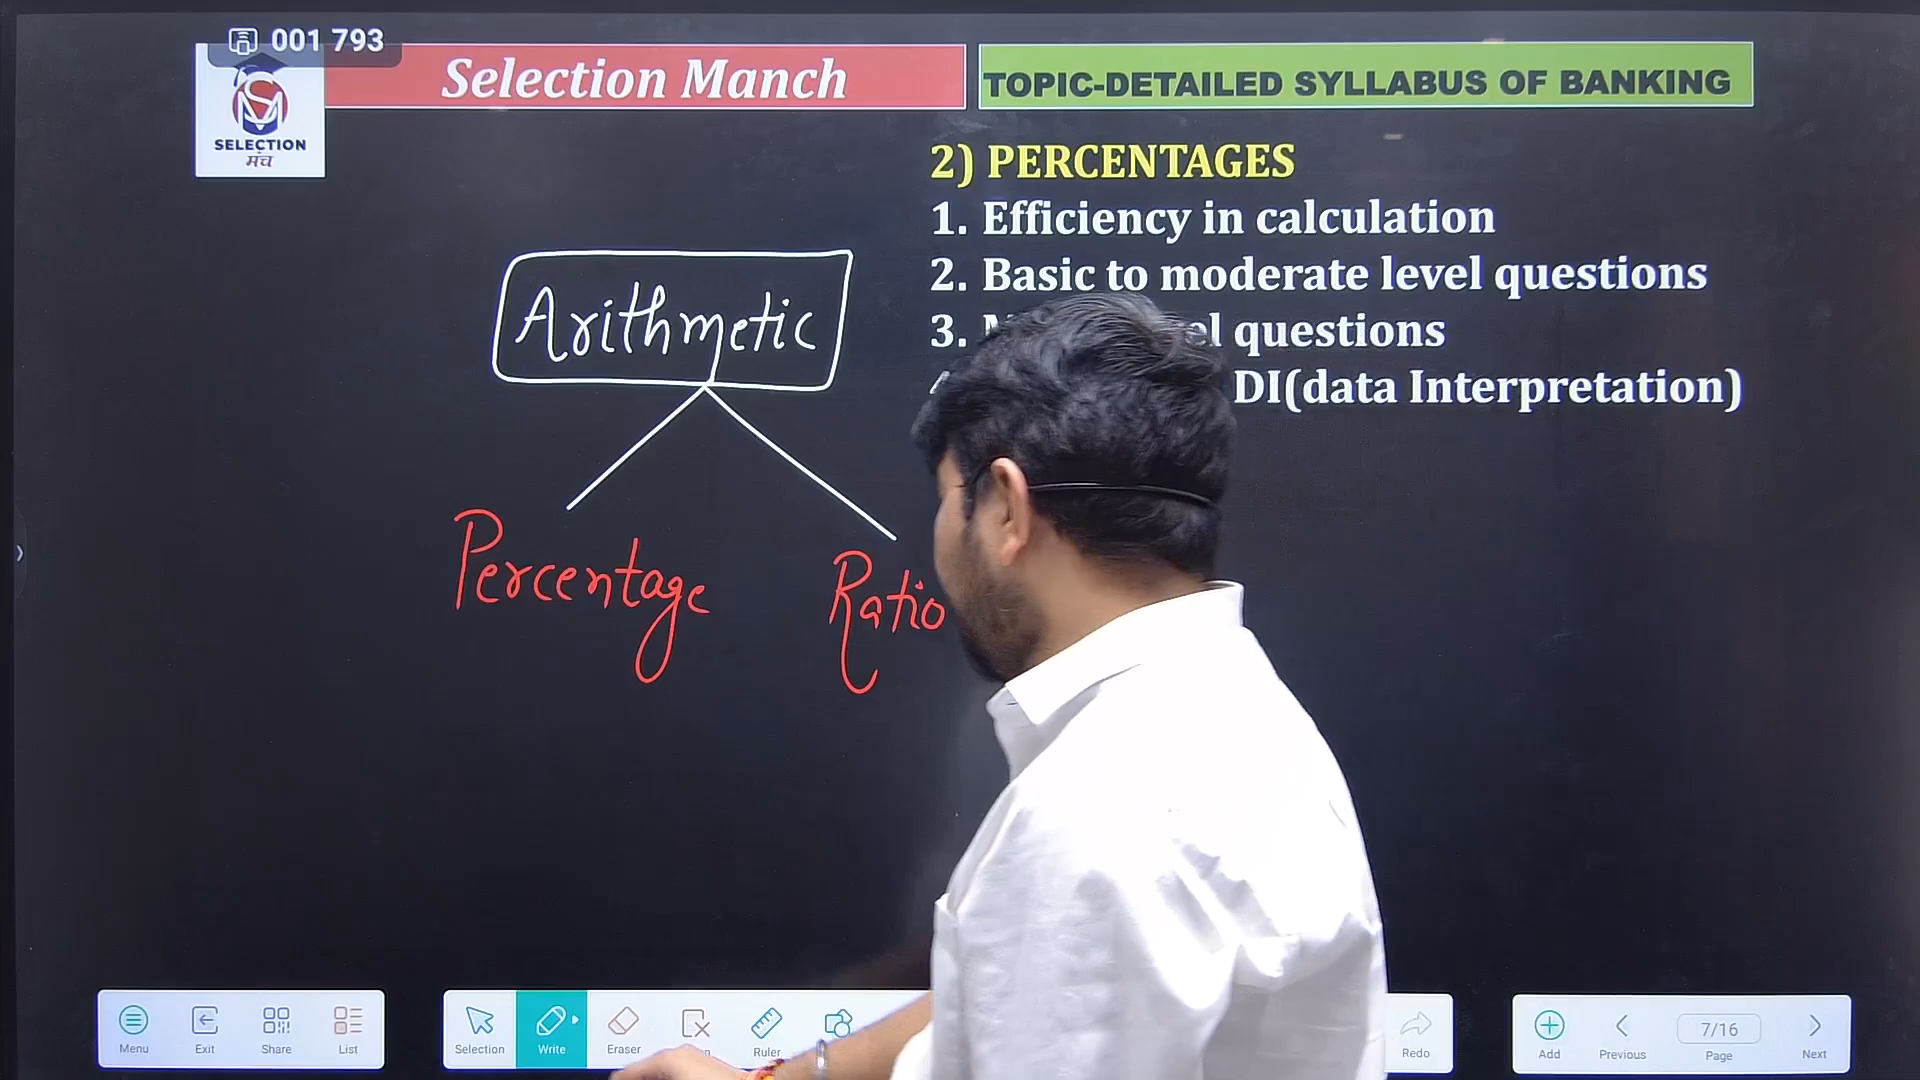 001 793
SELECTION
मंच
Selection Manch
TOPIC-DETAILED SYLLABUS OF BANKING
2) PERCENTAGES
1. Efficiency in calculation
2. Basic to moderate level questions
3. questions
DI(data Interpretation)
Arithmetic
Percentage
Ratio
Menu
Exit
Share
List
Selection
Write
Eraser
Ruler
Redo
Add
Previous
7/16
Page
Next